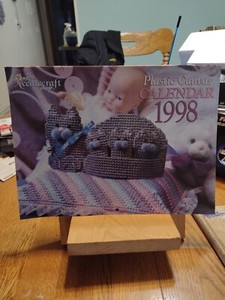 Needlecraft
Plastic Canvas
CALENDAR
1998